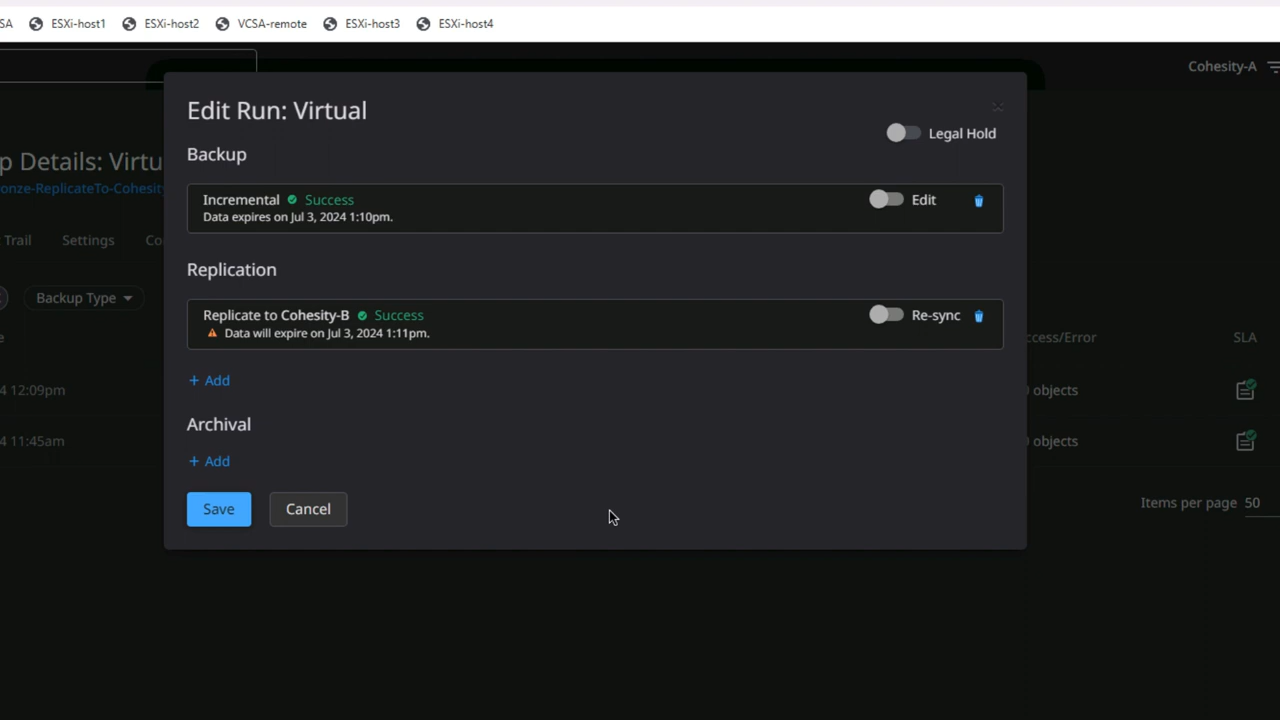 SA ESXi-host1 ESXi-host2 VCSA-remote ESXi-host3 ESXi-host4
Cohesity-A
Edit Run: Virtual
Legal Hold
Backup
p Details: Virtu
onze-ReplicateTo-Cohesity
Incremental Success Edit
Data expires on Jul 3, 2024 1:10pm.
Trail Settings Co
Replication
Backup Type
Replicate to Cohesity-B Success Re-sync
Data will expire on Jul 3, 2024 1:11pm.
e ccess/Error SLA
+ Add
4 12:09pm 0 objects
Archival
4 11:45am 0 objects
+ Add
Save Cancel
Items per page 50